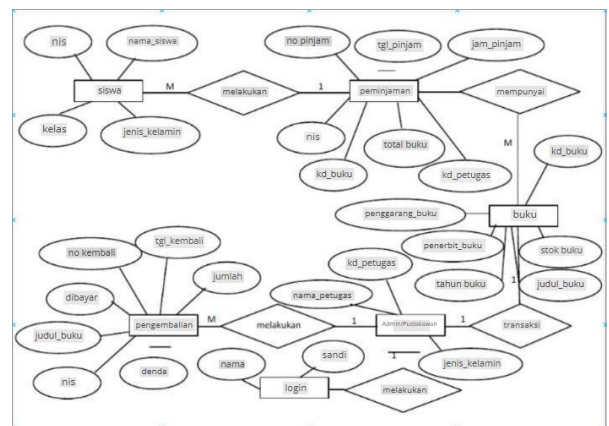 nis
nama_siswa
no pinjam
tgl_pinjam
jam_pinjam
siswa
M
melakukan
1
peminjaman
mempunyai
kelas
jenis_kelamin
nis
total buku
M
kd_buku
kd_buku
kd_petugas
penggarang_buku
buku
tgl_kembali
no kembali
kd_petugas
penerbit_buku
stok buku
jumlah
tahun buku
1
judul_buku
dibayar
nama_petugas
pengembalian
M
melakukan
1
Admin/Pustakawan
1
transaksi
judul_buku
sandi
1
nama
jenis_kelamin
nis
denda
login
melakukan